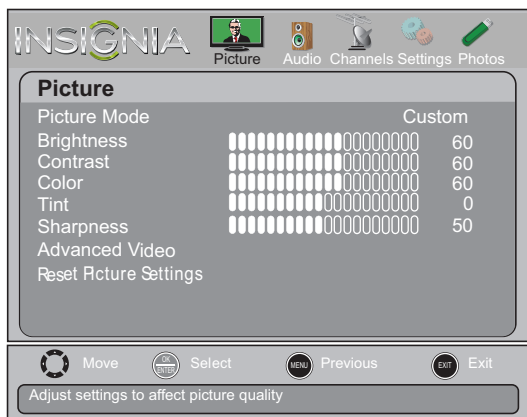 INSIGNIA
Picture Audio Channels Settings Photos
Picture
Picture Mode Custom
Brightness 60
Contrast 60
Color 60
Tint 0
Sharpness 50
Advanced Video
Reset Picture Settings
Move OK ENTER Select MENU Previous EXIT Exit
Adjust settings to affect picture quality